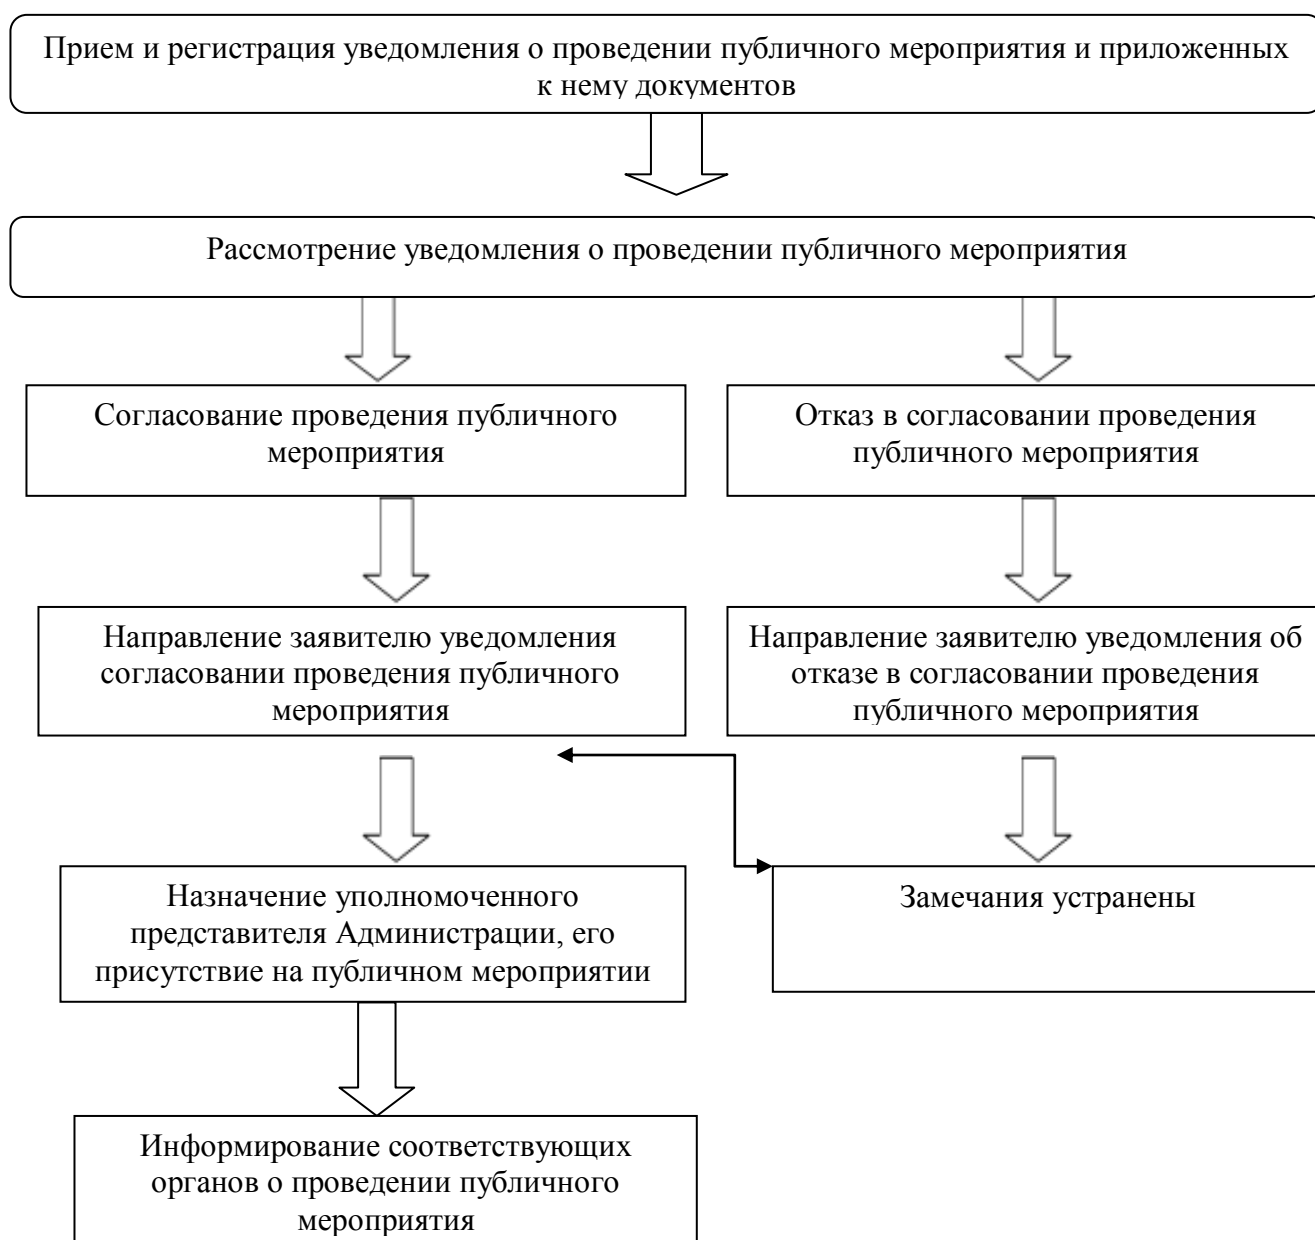 Прием и регистрация уведомления о проведении публичного мероприятия и приложенных
к нему документов
Рассмотрение уведомления о проведении публичного мероприятия
Согласование проведения публичного
мероприятия
Отказ в согласовании проведения
публичного мероприятия
Направление заявителю уведомления
согласовании проведения публичного
мероприятия
Направление заявителю уведомления об
отказе в согласовании проведения
публичного мероприятия
Назначение уполномоченного
представителя Администрации, его
присутствие на публичном мероприятии
Замечания устранены
Информирование соответствующих
органов о проведении публичного
мероприятия